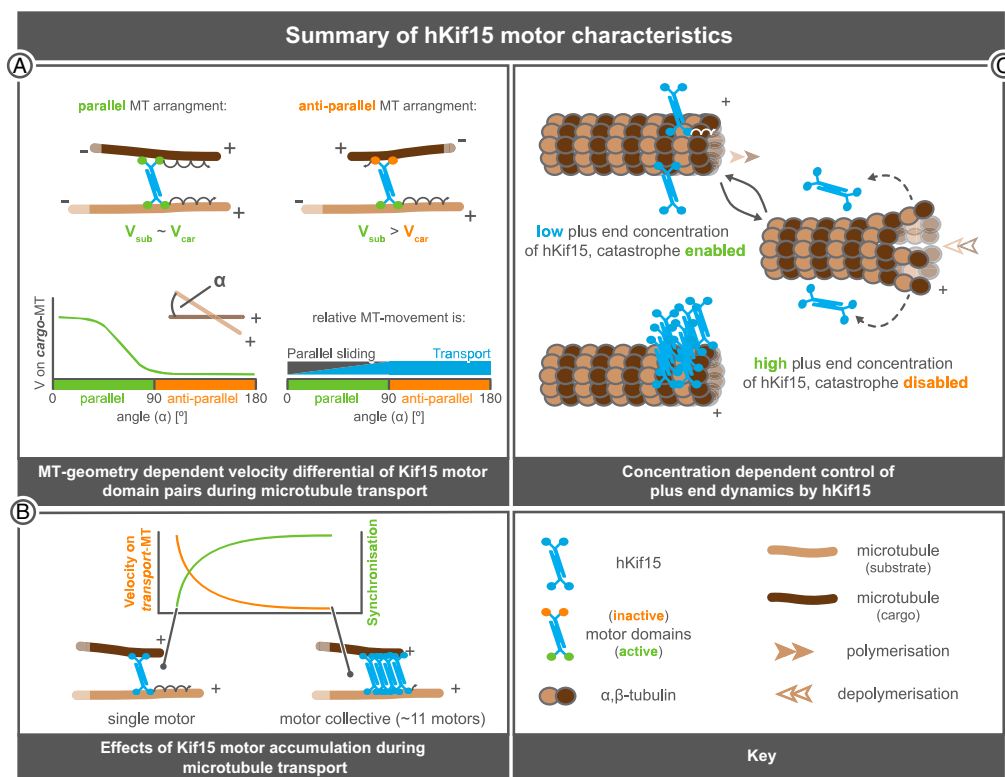 Summary of hKif15 motor characteristics
A
parallel MT arrangment:
anti-parallel MT arrangment:
- +
+ -
- +
- +
Vsub ~ Vcar
Vsub > Vcar
α
+
+
V on cargo-MT
relative MT-movement is:
Parallel sliding
Transport
parallel
anti-parallel
0 90 180
angle (α) [º]
parallel
anti-parallel
0 90 180
angle (α) [º]
MT-geometry dependent velocity differential of Kif15 motor
domain pairs during microtubule transport
B
Velocity on
transport-MT
Synchronisation
+
+
+
+
single motor
motor collective (~11 motors)
Effects of Kif15 motor accumulation during
microtubule transport
C
+
low plus end concentration
of hKif15, catastrophe enabled
+
+
high plus end concentration
of hKif15, catastrophe disabled
+
Concentration dependent control of
plus end dynamics by hKif15
hKif15
(inactive)
motor domains
(active)
α,β-tubulin
microtubule
(substrate)
microtubule
(cargo)
polymerisation
depolymerisation
Key